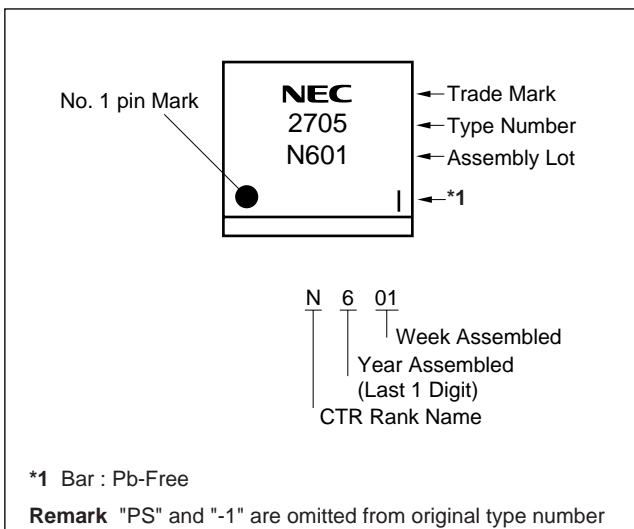 No. 1 pin Mark
NEC
2705
N601
Trade Mark
Type Number
Assembly Lot
*1
N 6 01
Week Assembled
Year Assembled
(Last 1 Digit)
CTR Rank Name
*1 Bar : Pb-Free
Remark "PS" and "-1" are omitted from original type number